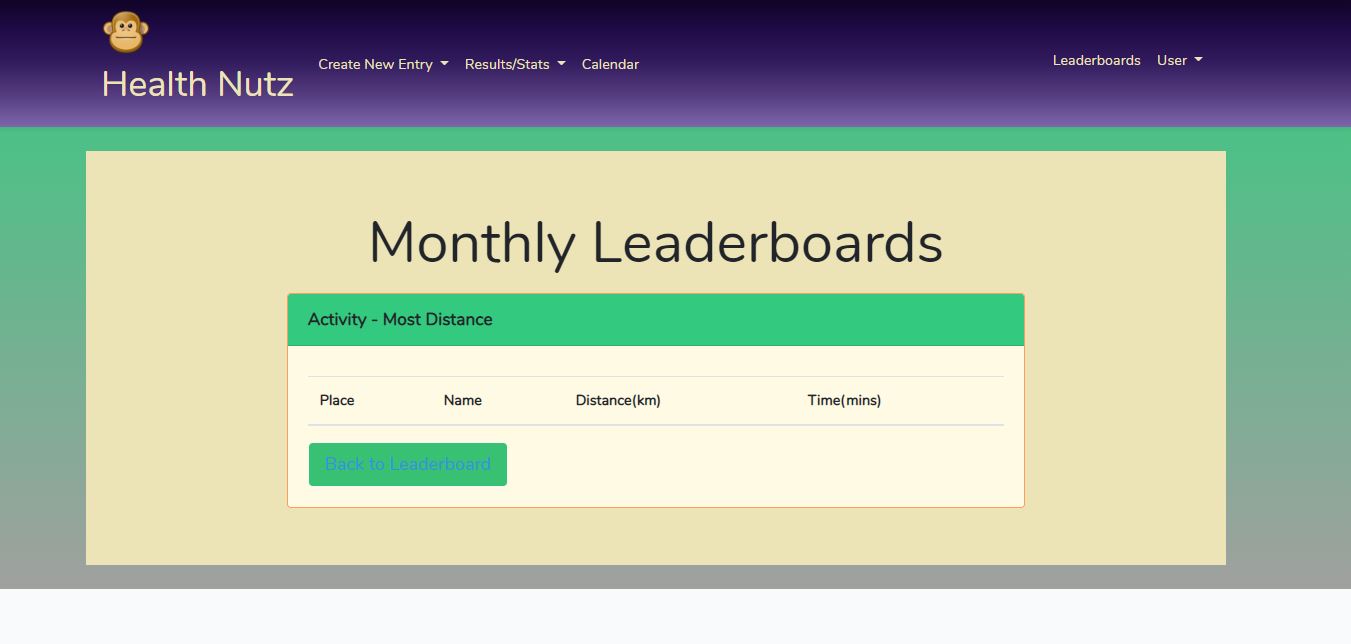 Health Nutz
Create New Entry
Results/Stats
Calendar
Leaderboards
User
Monthly Leaderboards
Activity - Most Distance
Place Name Distance(km) Time(mins)
Back to Leaderboard